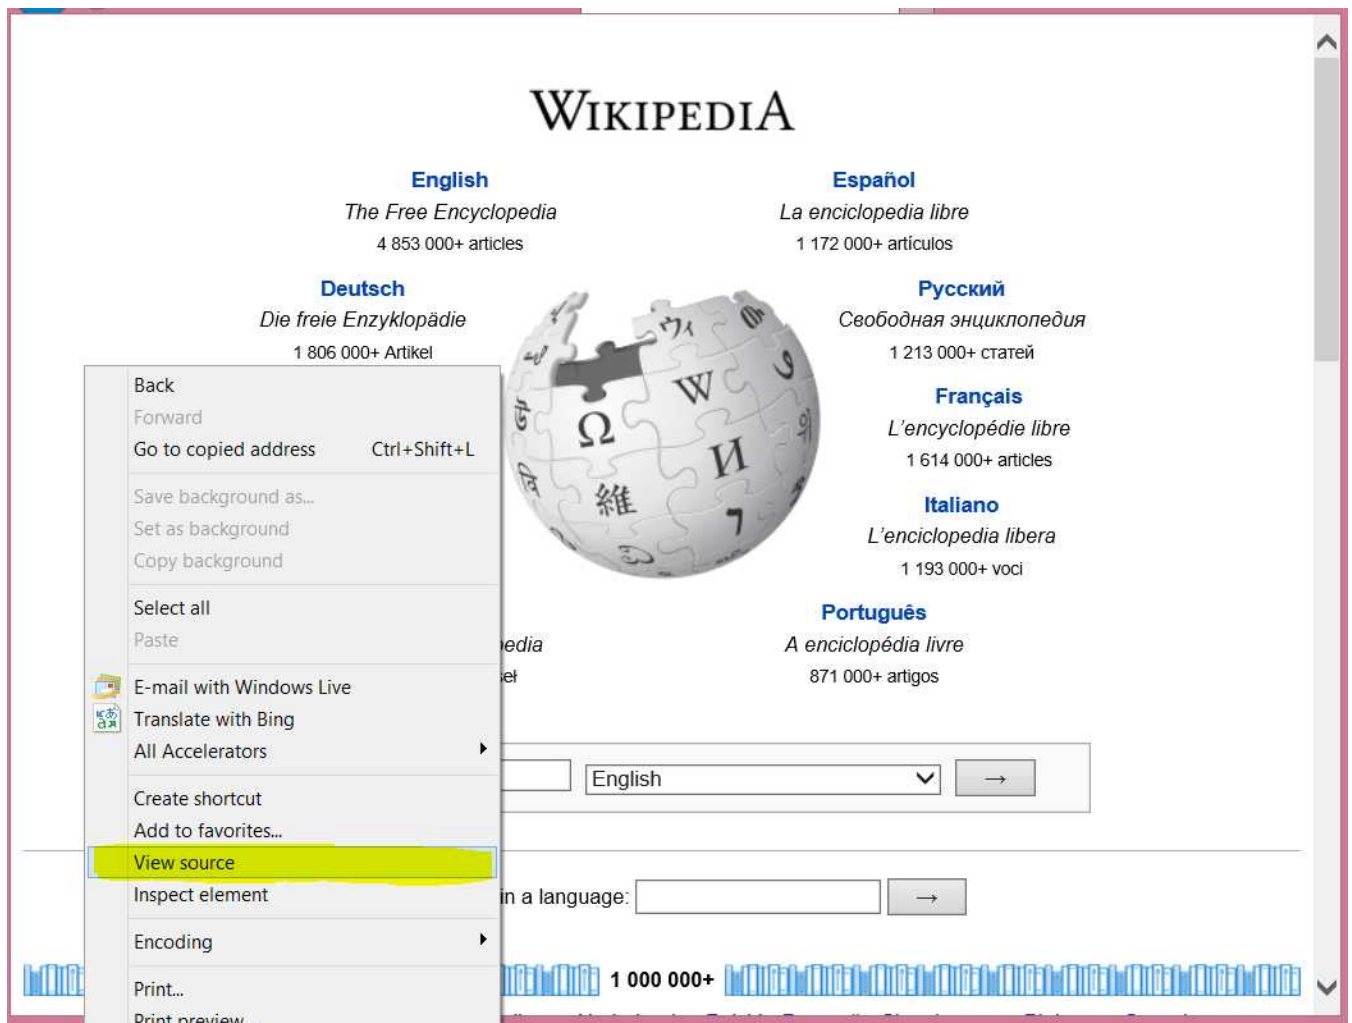 WIKIPEDIA
English
The Free Encyclopedia
4 853 000+ articles
Español
La enciclopedia libre
1 172 000+ artículos
Deutsch
Die freie Enzyklopädie
1 806 000+ Artikel
Русский
Свободная энциклопедия
1 213 000+ статей
Français
L'encyclopédie libre
1 614 000+ articles
Italiano
L'enciclopedia libera
1 193 000+ voci
Português
A enciclopédia livre
871 000+ artigos
Ω
W
И
維
ウィ
Back
Forward
Go to copied address Ctrl+Shift+L
Save background as...
Set as background
Copy background
Select all
Paste
E-mail with Windows Live
Translate with Bing
All Accelerators
Create shortcut
Add to favorites...
View source
Inspect element
Encoding
Print...
Print preview
English →
in a language: →
1 000 000+